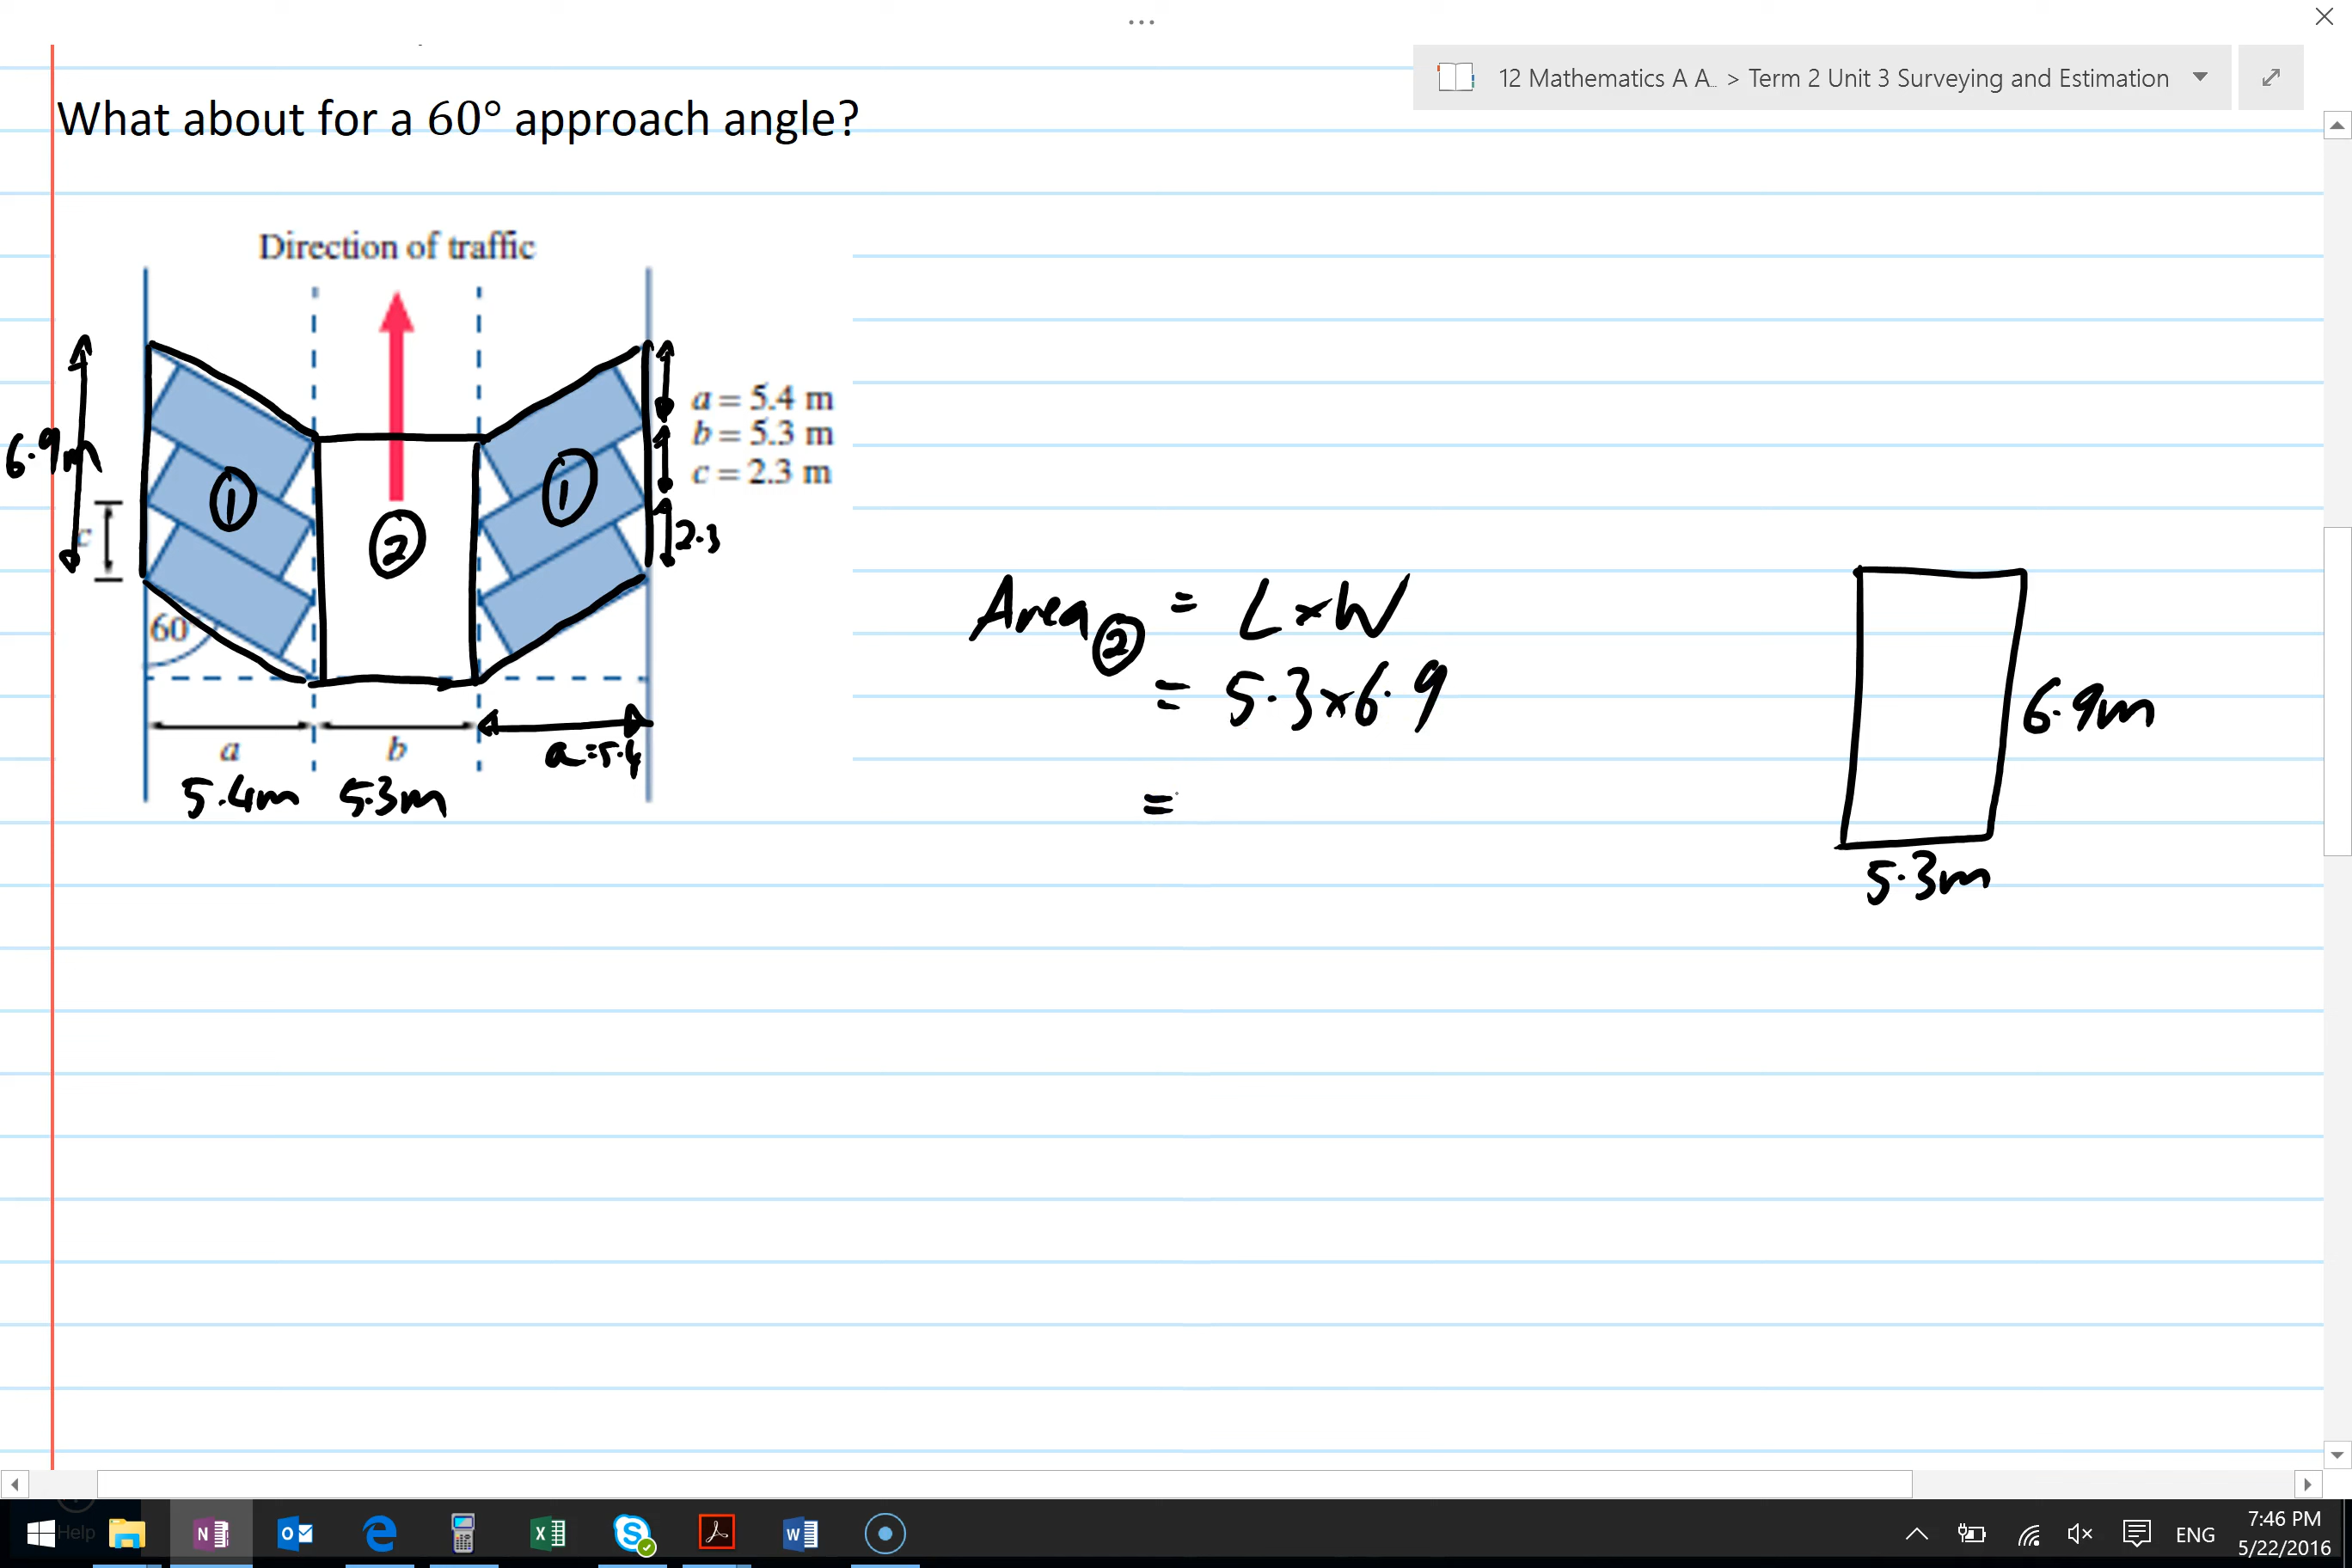 ...
12 Mathematics A A... > Term 2 Unit 3 Surveying and Estimation
What about for a 60° approach angle?
Direction of traffic
a = 5.4 m
b = 5.3 m
c = 2.3 m
6.9m
①
①
②
c
2.3
60
a
b
a=5.4
5.4m
5.3m
Area② = L×W
= 5.3×6.9
=
6.9m
5.3m
Help
ENG
7:46 PM
5/22/2016